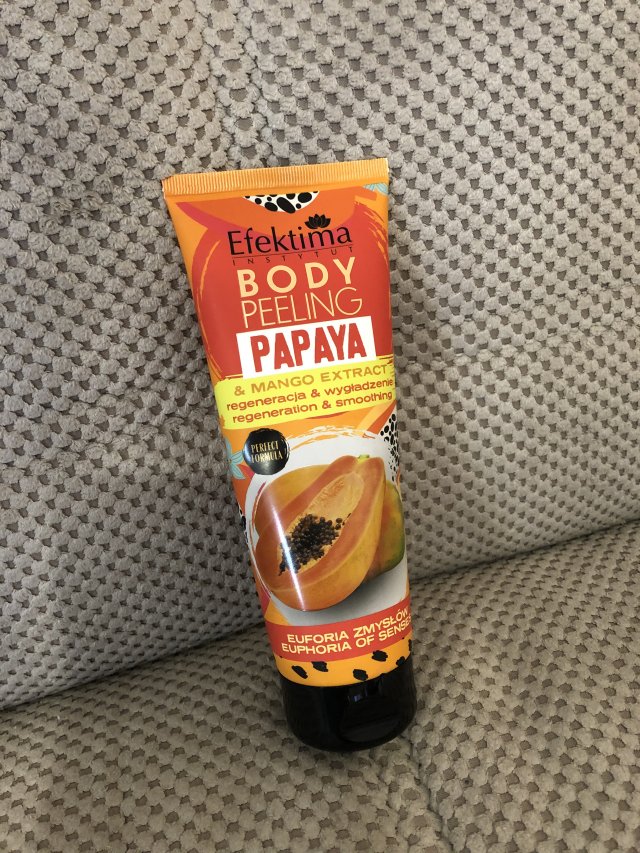 Efektima
INSTYTUT
BODY
PEELING
PAPAYA
& MANGO EXTRACT
regeneracja & wygładzenie
regeneration & smoothing
PERFECT
FORMULA
EUFORIA ZMYSŁÓW
EUPHORIA OF SENSES